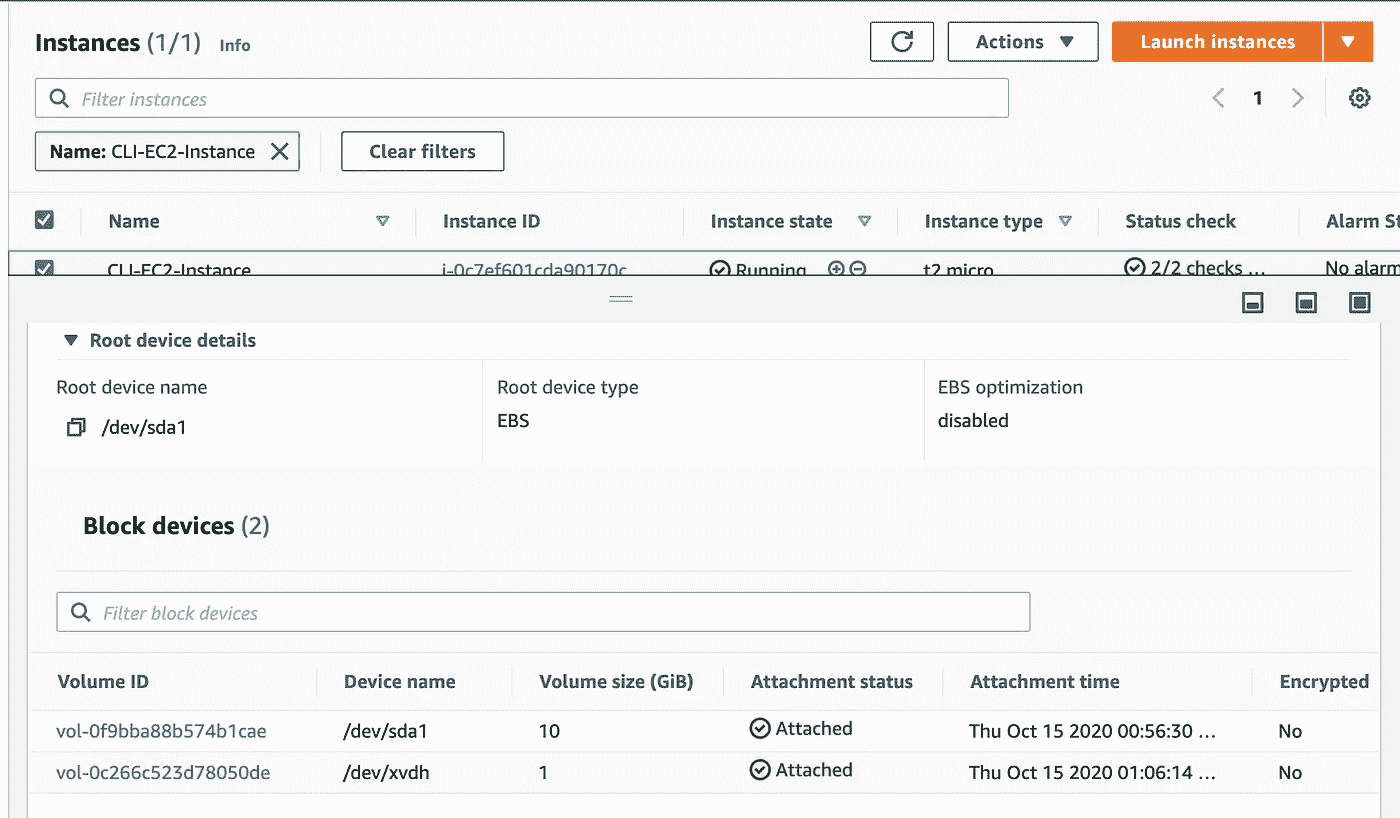 Instances (1/1) Info
Actions
Launch instances
Filter instances
1
Name: CLI-EC2-Instance
Clear filters
Name Instance ID Instance state Instance type Status check Alarm St
CLI-EC2-Instance i-0c7ef601cda90170c Running t2.micro 2/2 checks ... No alarm
Root device details
Root device name Root device type EBS optimization
/dev/sda1 EBS disabled
Block devices (2)
Filter block devices
Volume ID Device name Volume size (GiB) Attachment status Attachment time Encrypted
vol-0f9bba88b574b1cae /dev/sda1 10 Attached Thu Oct 15 2020 00:56:30 ... No
vol-0c266c523d78050de /dev/xvdh 1 Attached Thu Oct 15 2020 01:06:14 ... No